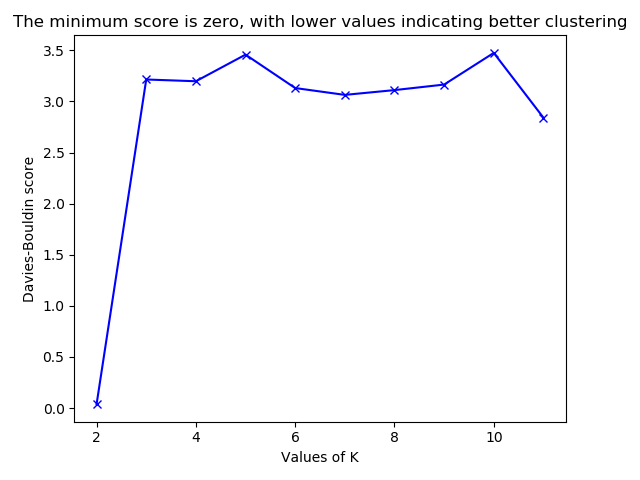 The minimum score is zero, with lower values indicating better clustering
3.5
3.0
2.5
2.0
1.5
1.0
0.5
0.0
Davies-Bouldin score
2 4 6 8 10
Values of K